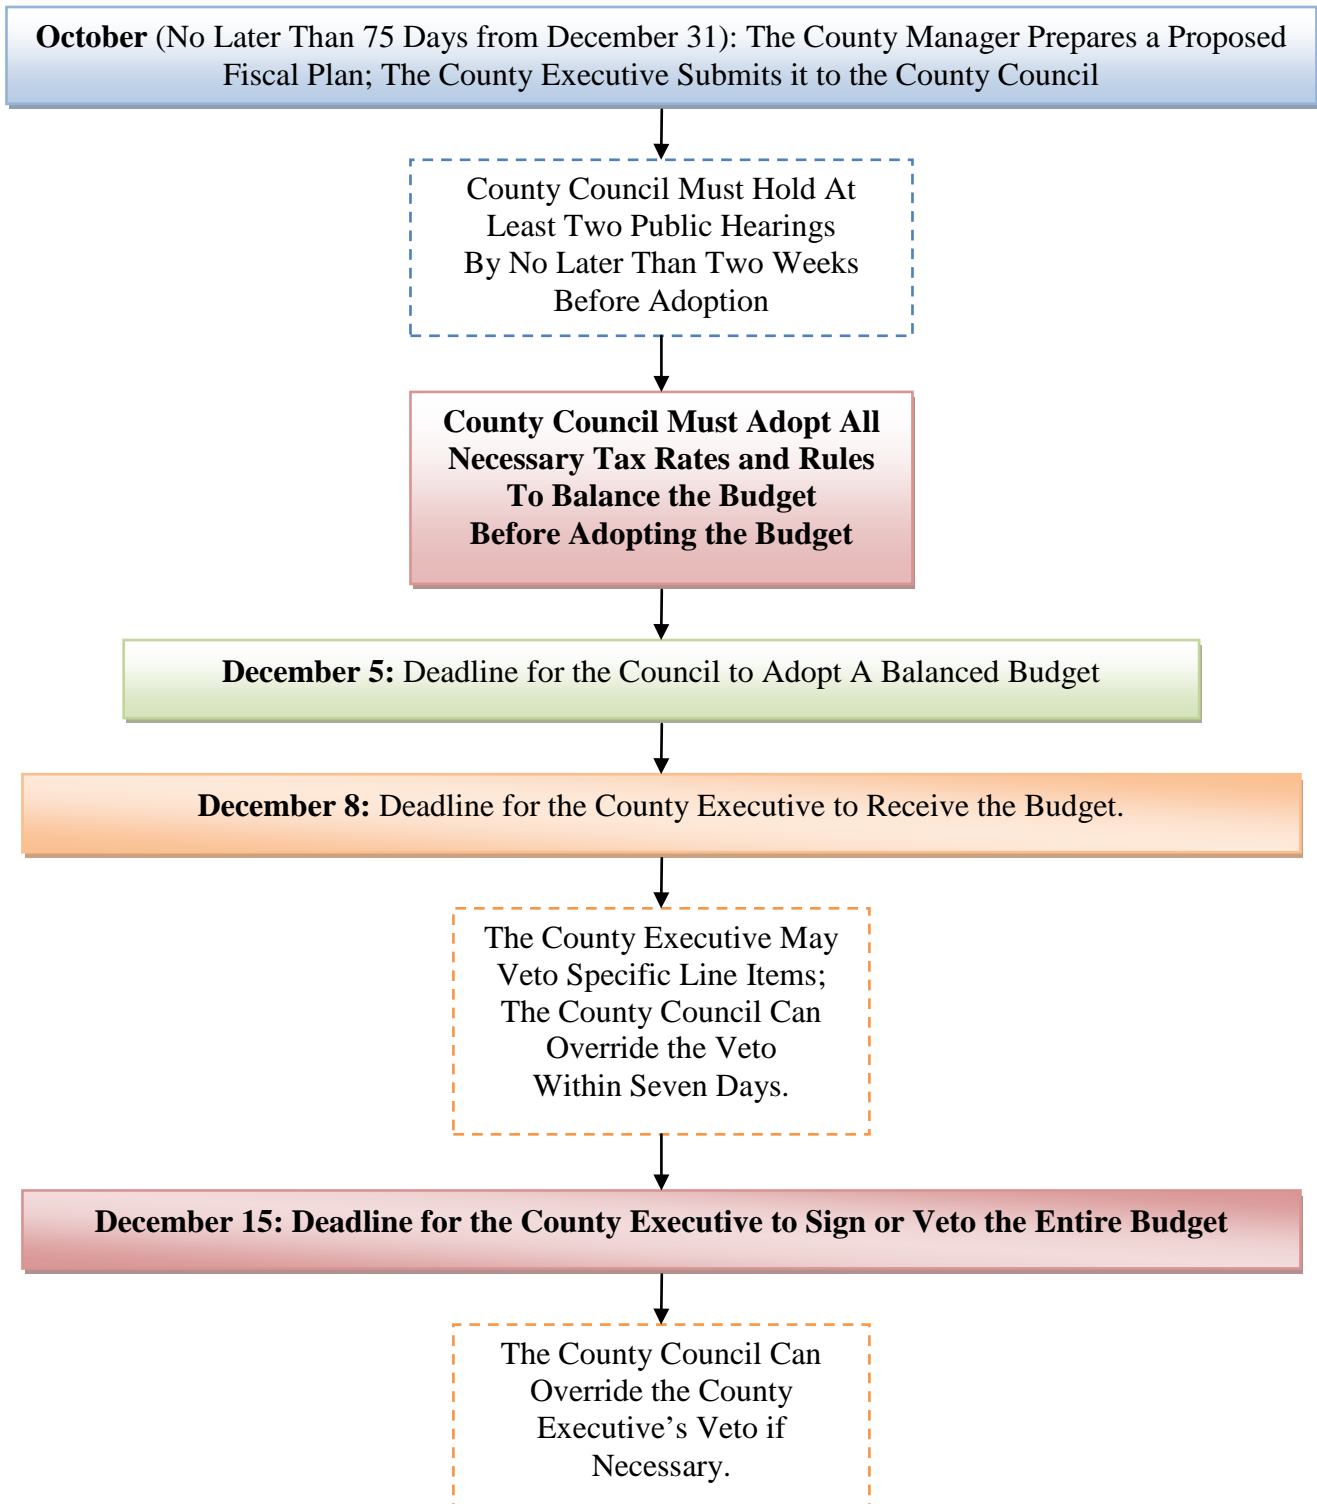 October (No Later Than 75 Days from December 31): The County Manager Prepares a Proposed
Fiscal Plan; The County Executive Submits it to the County Council
County Council Must Hold At
Least Two Public Hearings
By No Later Than Two Weeks
Before Adoption
County Council Must Adopt All
Necessary Tax Rates and Rules
To Balance the Budget
Before Adopting the Budget
December 5: Deadline for the Council to Adopt A Balanced Budget
December 8: Deadline for the County Executive to Receive the Budget.
The County Executive May
Veto Specific Line Items;
The County Council Can
Override the Veto
Within Seven Days.
December 15: Deadline for the County Executive to Sign or Veto the Entire Budget
The County Council Can
Override the County
Executive’s Veto if
Necessary.